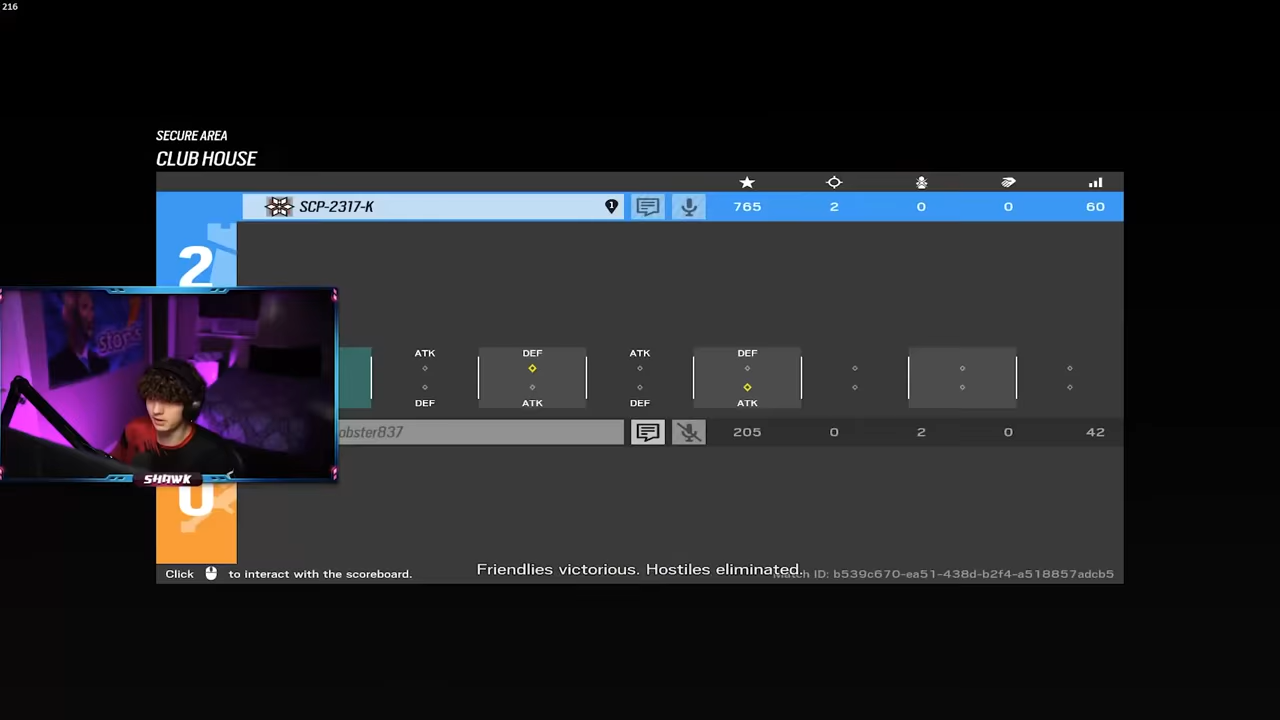 216
SECURE AREA
CLUB HOUSE
SCP-2317-K 1 765 2 0 0 60
2
ATK DEF ATK DEF
DEF ATK DEF ATK
obster837 205 0 2 0 42
SHAWK
0
Click to interact with the scoreboard.
Friendlies victorious. Hostiles eliminated.
Match ID: b539c670-ea51-438d-b2f4-a518857adcb5